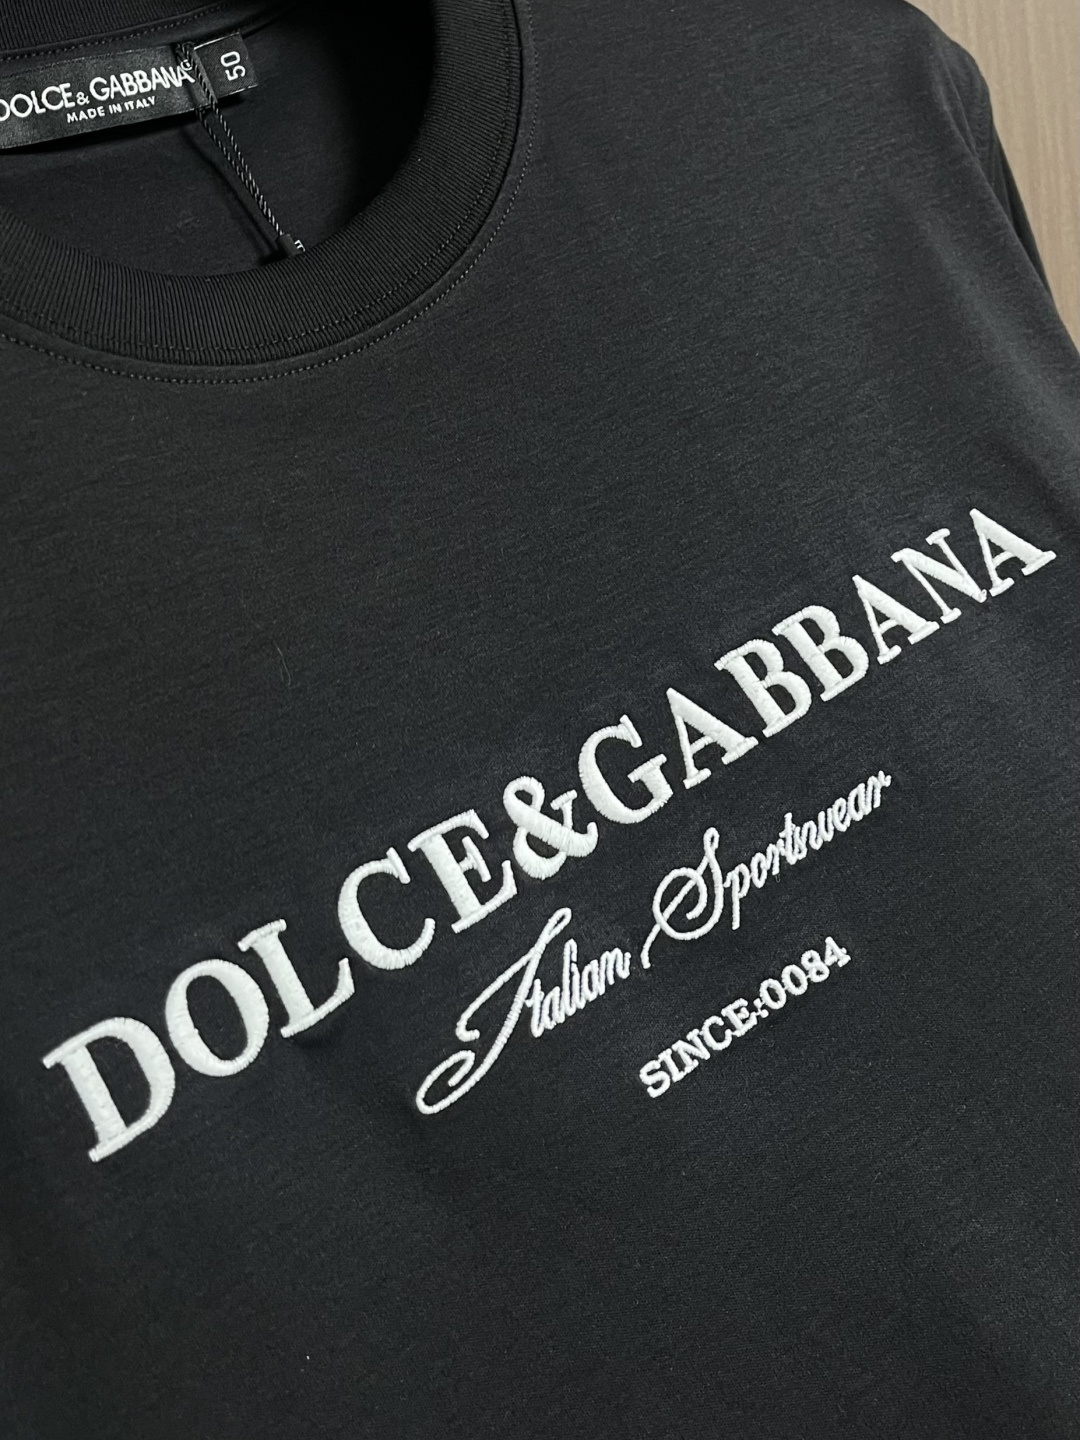 DOLCE & GABBANA®
MADE IN ITALY
50
DOLCE&GABBANA
Italian Sportswear
SINCE:0084